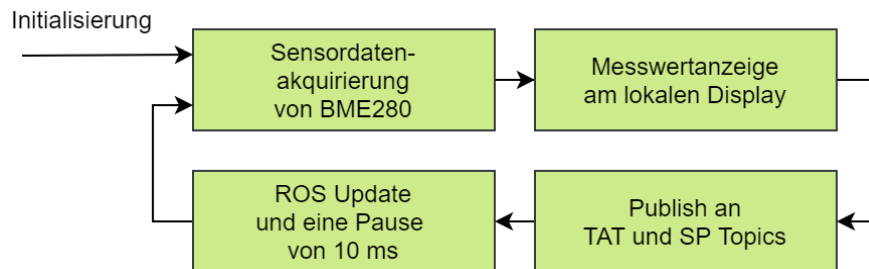 Initialisierung
Sensordaten-
akquirierung
von BME280
Messwertanzeige
am lokalen Display
ROS Update
und eine Pause
von 10 ms
Publish an
TAT und SP Topics